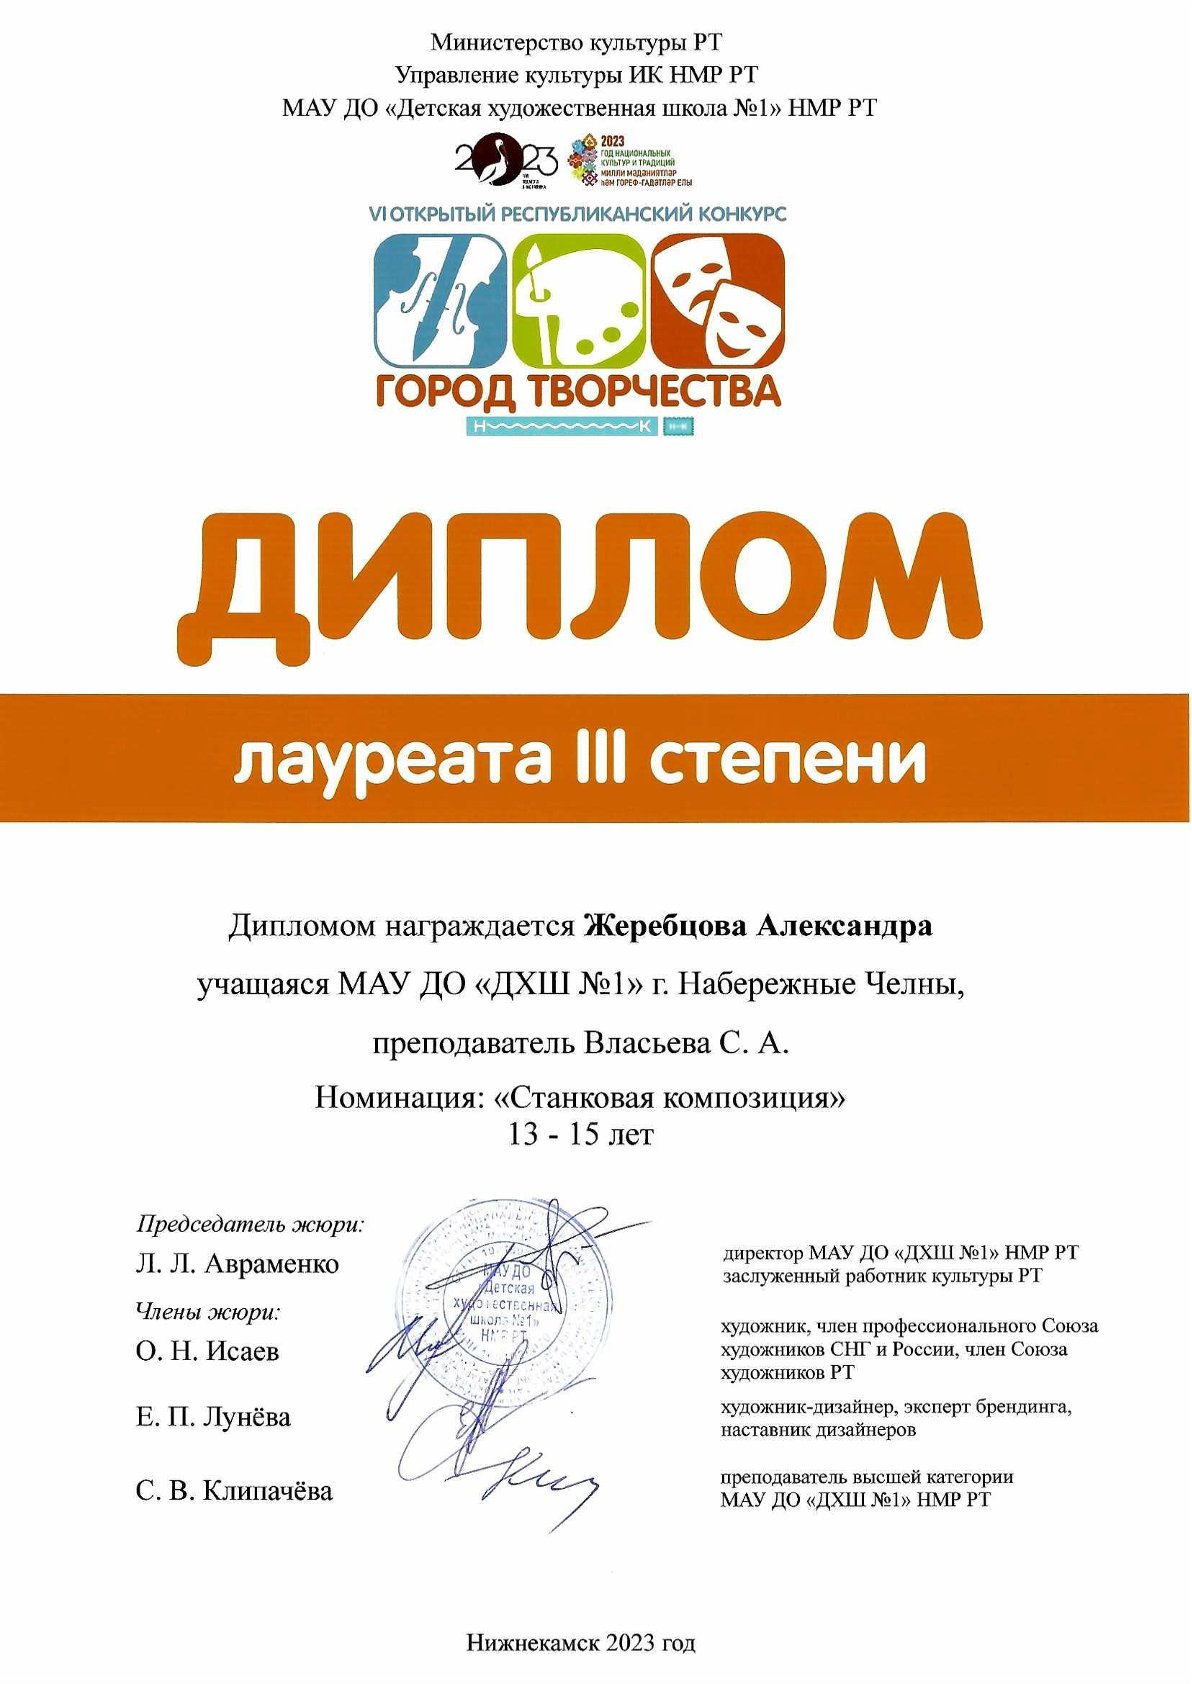 Министерство культуры РТ
Управление культуры ИК НМР РТ
МАУ ДО «Детская художественная школа №1» НМР РТ
2023
2023
ГОД НАЦИОНАЛЬНЫХ
КУЛЬТУР И ТРАДИЦИЙ
МИЛЛИ МӘДӘНИЯТЛӘР
ҺӘМ ГОРЕФ-ГАДӘТЛӘР ЕЛЫ
VI ОТКРЫТЫЙ РЕСПУБЛИКАНСКИЙ КОНКУРС
ГОРОД ТВОРЧЕСТВА
Н К Н К
ДИПЛОМ
лауреата III степени
Дипломом награждается Жеребцова Александра
учащаяся МАУ ДО «ДХШ №1» г. Набережные Челны,
преподаватель Власьева С. А.
Номинация: «Станковая композиция»
13 - 15 лет
Председатель жюри:
Л. Л. Авраменко
директор МАУ ДО «ДХШ №1» НМР РТ
заслуженный работник культуры РТ
Члены жюри:
О. Н. Исаев
художник, член профессионального Союза
художников СНГ и России, член Союза
художников РТ
Е. П. Лунёва
художник-дизайнер, эксперт брендинга,
наставник дизайнеров
С. В. Клипачёва
преподаватель высшей категории
МАУ ДО «ДХШ №1» НМР РТ
МАУ ДО
«Детская
художественная
школа №1»
НМР РТ
Нижнекамск 2023 год